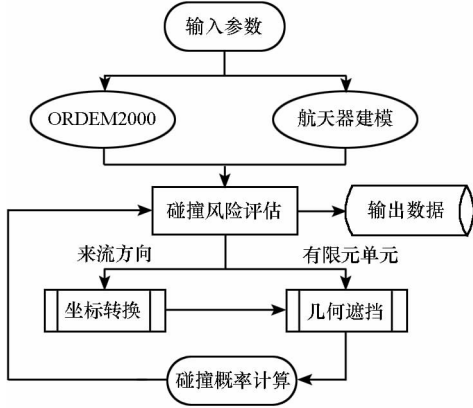 输入参数
ORDEM2000
航天器建模
碰撞风险评估
输出数据
来流方向
有限元单元
坐标转换
几何遮挡
碰撞概率计算